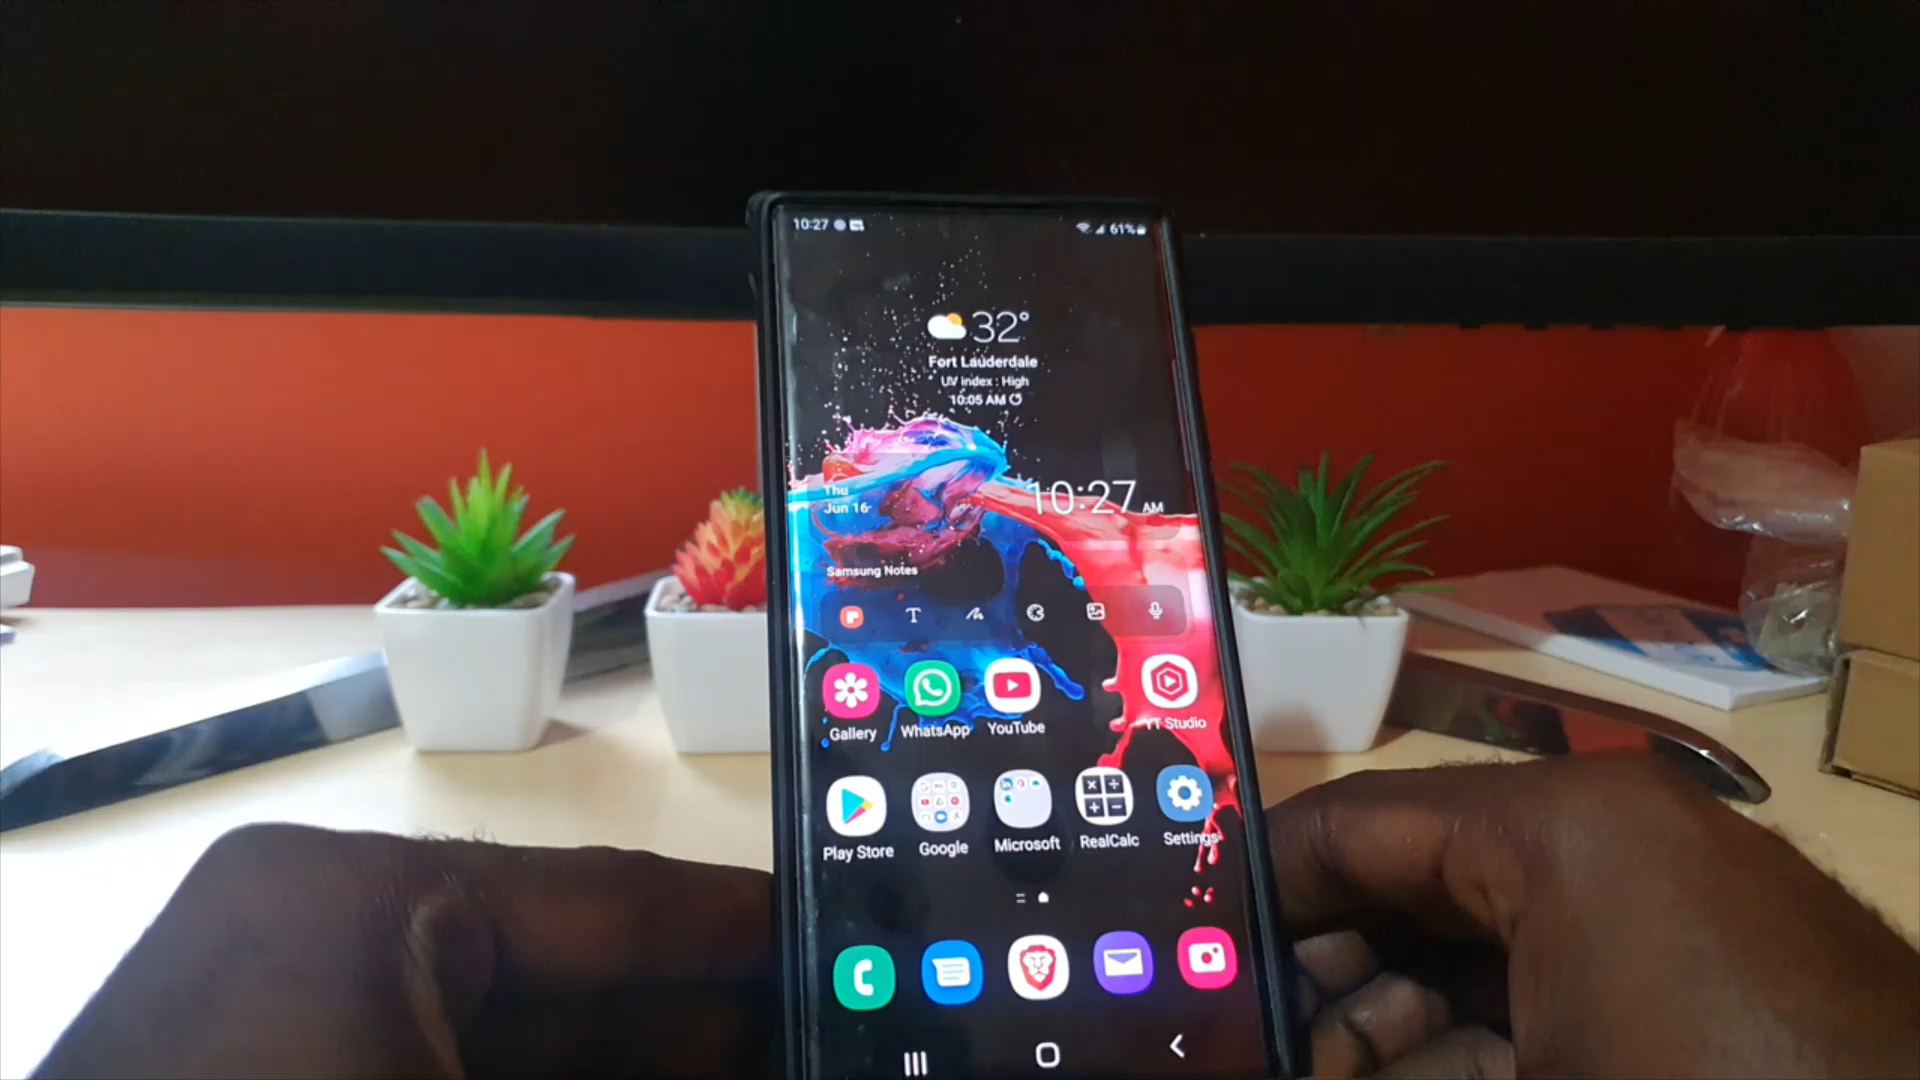 10:27
61%
32°
Fort Lauderdale
UV index : High
10:05 AM
Thu
Jun 16
10:27 AM
Samsung Notes
T
Gallery
WhatsApp
YouTube
YT Studio
Play Store
Google
Microsoft
RealCalc
Settings